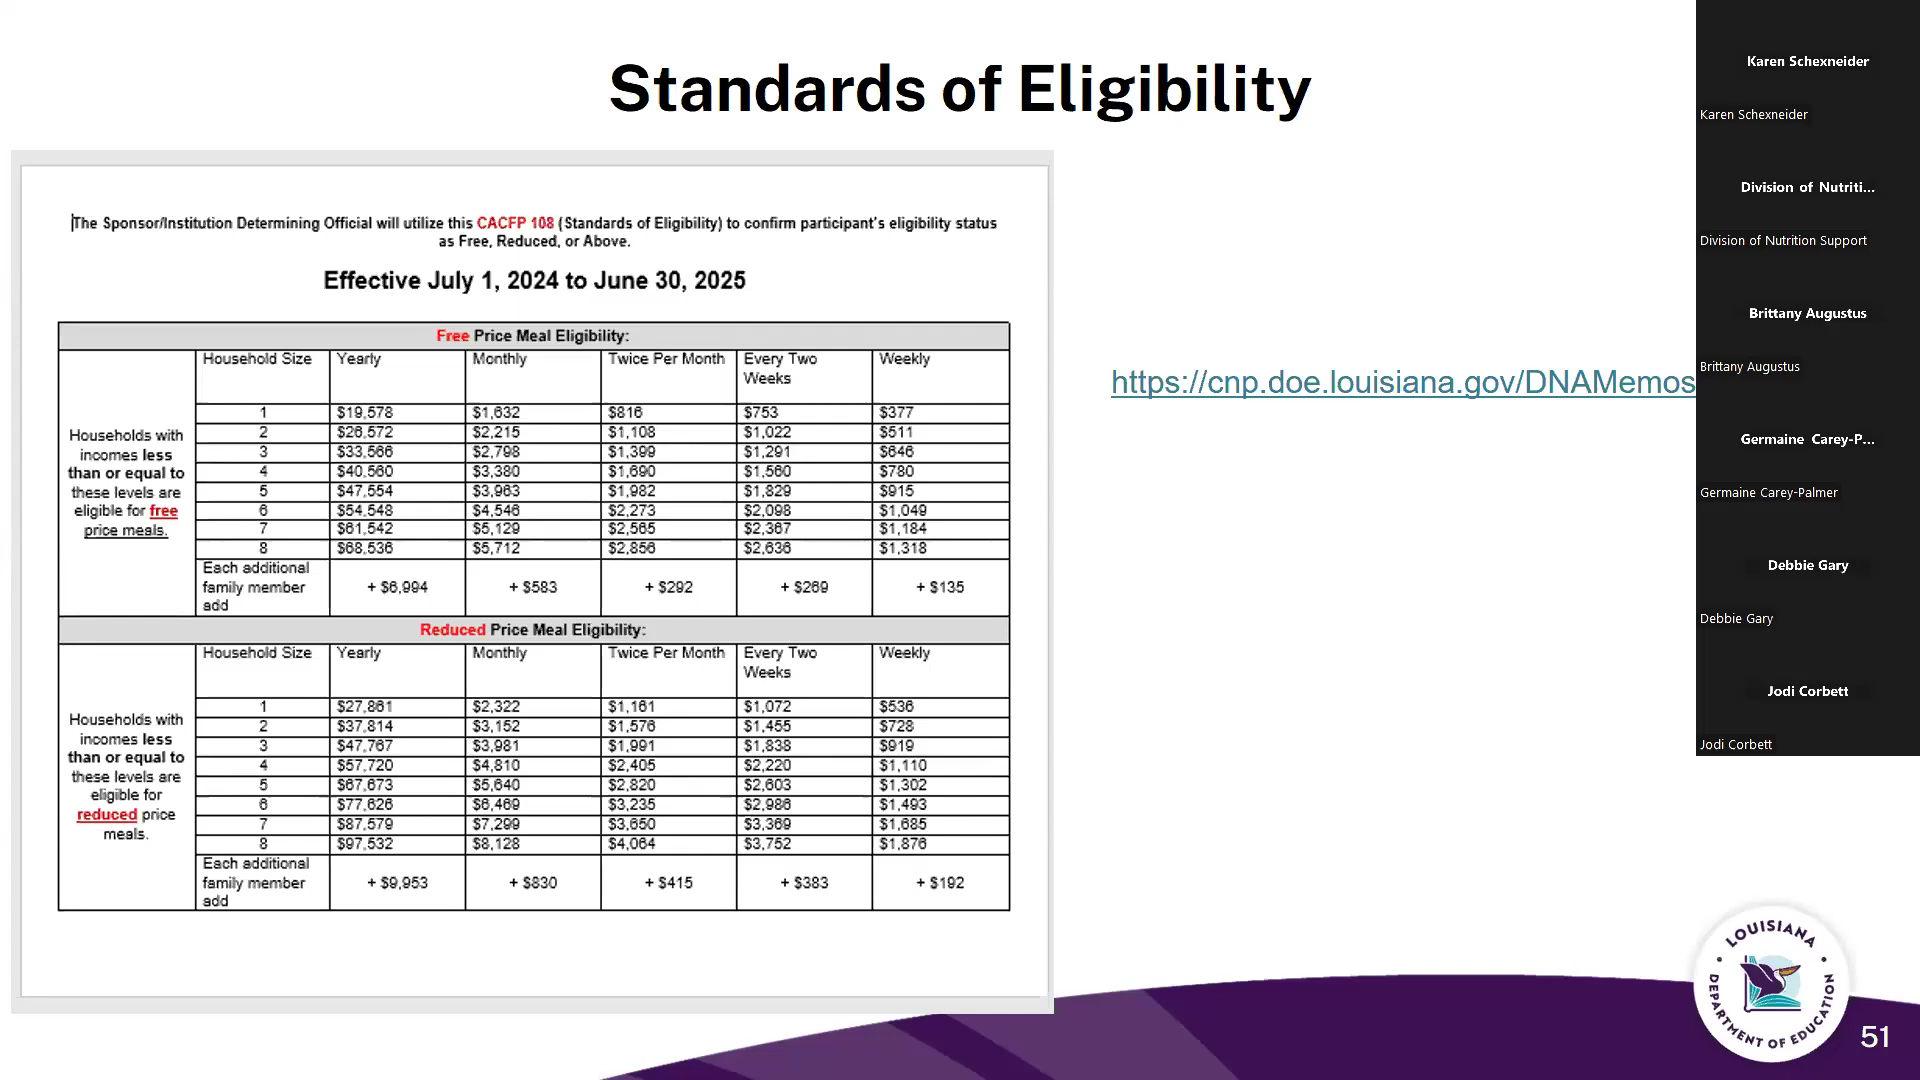 Standards of Eligibility
The Sponsor/Institution Determining Official will utilize this CACFP 108 (Standards of Eligibility) to confirm participant's eligibility status
as Free, Reduced, or Above.
Effective July 1, 2024 to June 30, 2025
Free Price Meal Eligibility:
Households with
incomes less
than or equal to
these levels are
eligible for free
price meals.
Household Size Yearly Monthly Twice Per Month Every Two Weeks Weekly
1 $19,578 $1,632 $816 $753 $377
2 $26,572 $2,215 $1,108 $1,022 $511
3 $33,566 $2,798 $1,399 $1,291 $646
4 $40,560 $3,380 $1,690 $1,560 $780
5 $47,554 $3,963 $1,982 $1,829 $915
6 $54,548 $4,546 $2,273 $2,098 $1,049
7 $61,542 $5,129 $2,565 $2,367 $1,184
8 $68,536 $5,712 $2,856 $2,636 $1,318
Each additional family member add + $6,994 + $583 + $292 + $269 + $135
Reduced Price Meal Eligibility:
Households with
incomes less
than or equal to
these levels are
eligible for
reduced price
meals.
Household Size Yearly Monthly Twice Per Month Every Two Weeks Weekly
1 $27,861 $2,322 $1,161 $1,072 $536
2 $37,814 $3,152 $1,576 $1,455 $728
3 $47,767 $3,981 $1,991 $1,838 $919
4 $57,720 $4,810 $2,405 $2,220 $1,110
5 $67,673 $5,640 $2,820 $2,603 $1,302
6 $77,626 $6,469 $3,235 $2,986 $1,493
7 $87,579 $7,299 $3,650 $3,369 $1,685
8 $97,532 $8,128 $4,064 $3,752 $1,876
Each additional family member add + $9,953 + $830 + $415 + $383 + $192
https://cnp.doe.louisiana.gov/DNAMemos
Karen Schexneider
Karen Schexneider
Division of Nutriti...
Division of Nutrition Support
Brittany Augustus
Brittany Augustus
Germaine Carey-P...
Germaine Carey-Palmer
Debbie Gary
Debbie Gary
Jodi Corbett
Jodi Corbett
LOUISIANA
DEPARTMENT OF EDUCATION
51